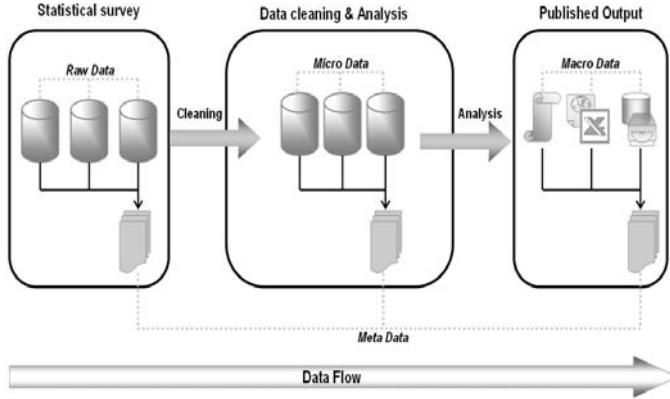 Statistical survey
Data cleaning & Analysis
Published Output
Raw Data
Micro Data
Macro Data
Cleaning
Analysis
Meta Data
Data Flow